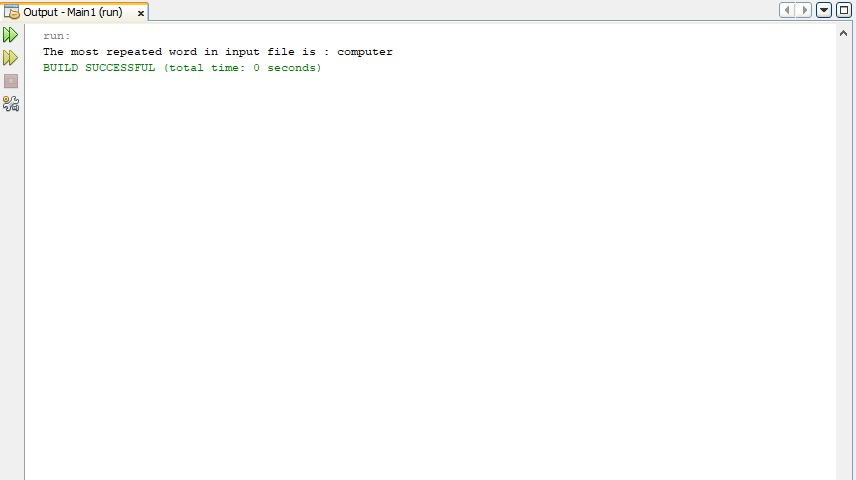 Output - Main1 (run)
run:
The most repeated word in input file is : computer
BUILD SUCCESSFUL (total time: 0 seconds)